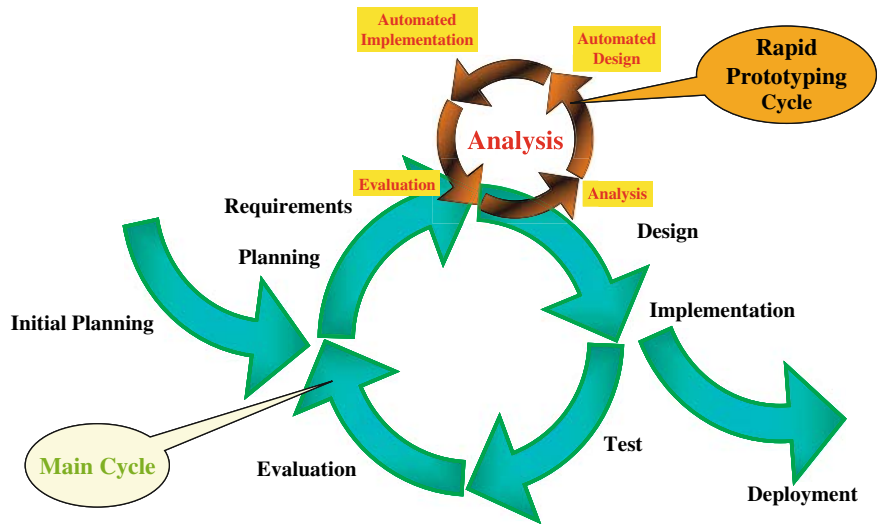 Automated
Implementation
Automated
Design
Rapid
Prototyping
Cycle
Analysis
Evaluation
Analysis
Requirements
Planning
Design
Initial Planning
Implementation
Main Cycle
Evaluation
Test
Deployment